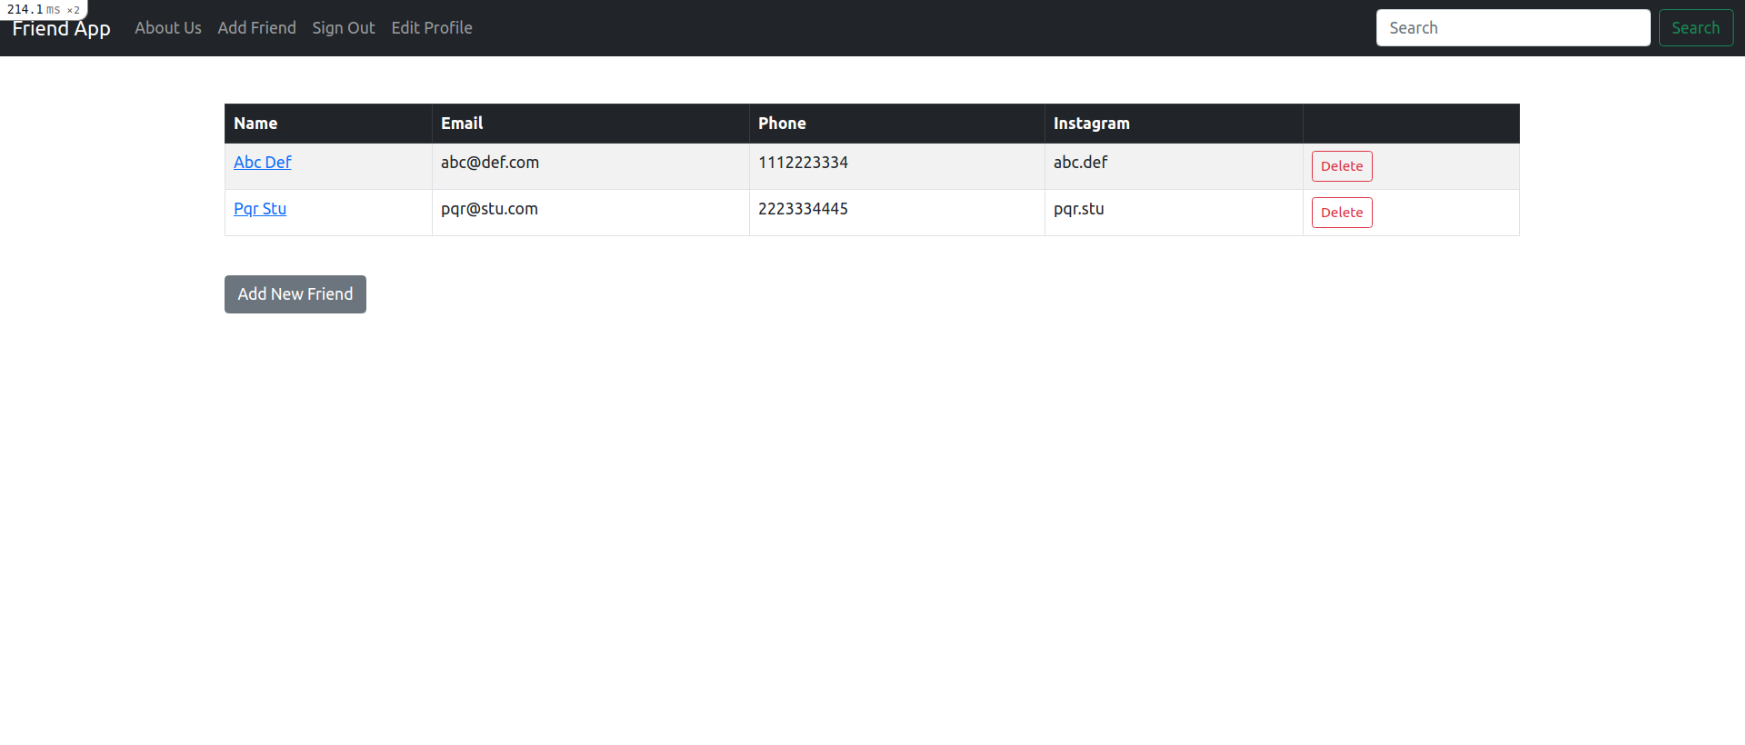 214.1 ms ×2
Friend App About Us Add Friend Sign Out Edit Profile Search Search
Name Email Phone Instagram
Abc Def abc@def.com 1112223334 abc.def Delete
Pqr Stu pqr@stu.com 2223334445 pqr.stu Delete
Add New Friend